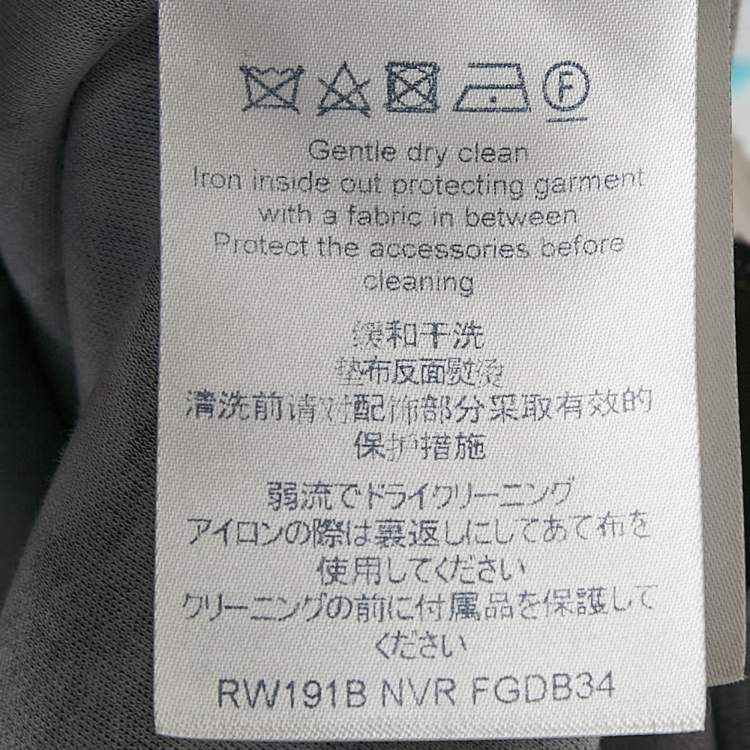 F
Gentle dry clean
Iron inside out protecting garment
with a fabric in between
Protect the accessories before
cleaning
缓和干洗
垫布反面熨烫
清洗前请对配饰部分采取有效的
保护措施
弱流でドライクリーニング
アイロンの際は裏返しにしてあて布を
使用してください
クリーニングの前に付属品を保護して
ください
RW191B NVR FGDB34